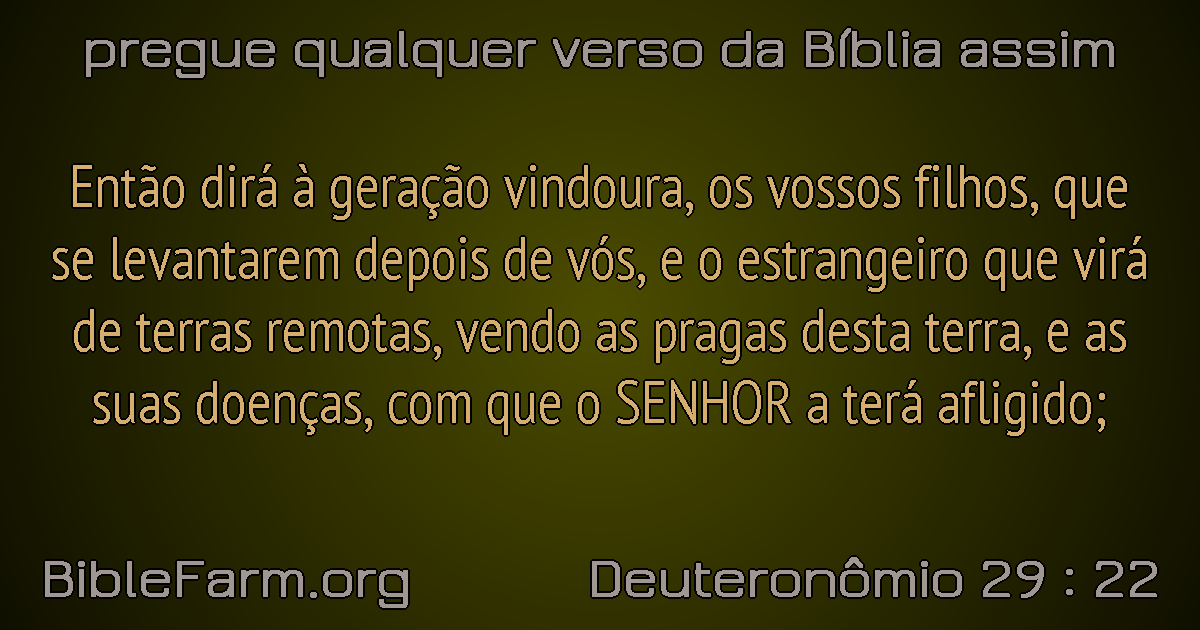 pregue qualquer verso da Bíblia assim
Então dirá à geração vindoura, os vossos filhos, que
se levantarem depois de vós, e o estrangeiro que virá
de terras remotas, vendo as pragas desta terra, e as
suas doenças, com que o SENHOR a terá afligido;
BibleFarm.org
Deuteronômio 29 : 22